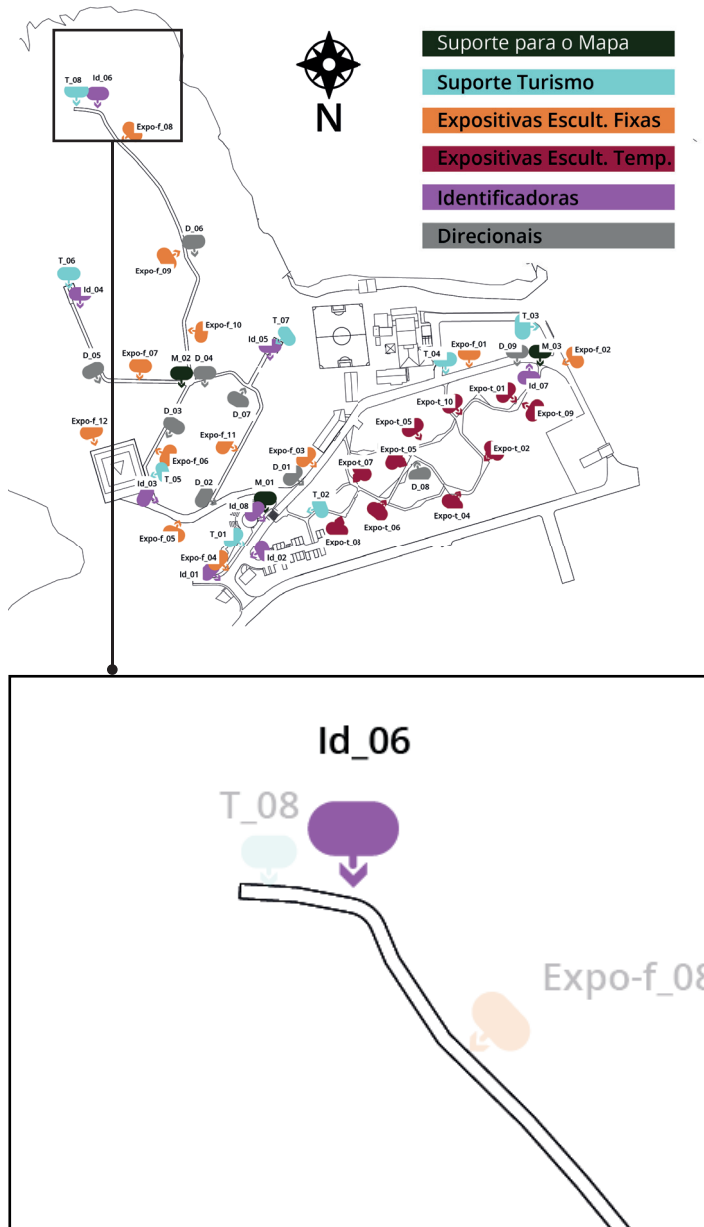 Suporte para o Mapa
Suporte Turismo
Expositivas Escult. Fixas
Expositivas Escult. Temp.
Identificadoras
Direcionais
N
T_08
Id_06
Expo-f_08
D_06
Expo-f_09
T_06
Id_04
Expo-f_10
T_07
Id_05
T_03
D_05
Expo-f_07
M_02
D_04
T_04
Expo-f_01
D_09
M_03
Expo-f_02
Id_07
D_07
Expo-t_01
Expo-t_10
Expo-t_09
D_03
Expo-t_05
Expo-f_12
Expo-f_11
Expo-f_03
Expo-t_02
Expo-f_06
Expo-t_05
Expo-t_07
D_01
T_05
D_08
Id_03
D_02
M_01
Id_08
T_02
Expo-t_04
Expo-f_05
T_01
Expo-t_03
Expo-t_06
Expo-f_04
Id_02
Id_01
Id_06
T_08
Expo-f_08